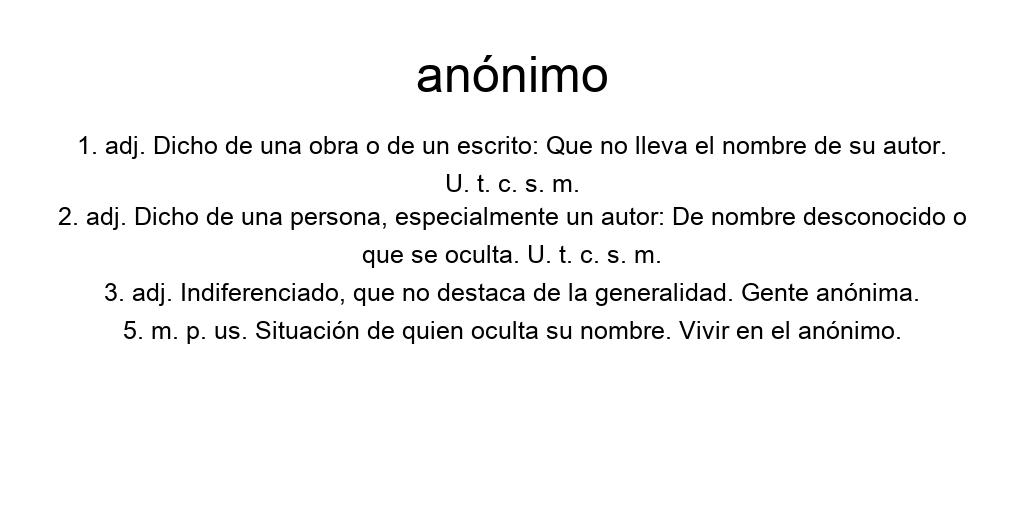 anónimo
1. adj. Dicho de una obra o de un escrito: Que no lleva el nombre de su autor.
U. t. c. s. m.
2. adj. Dicho de una persona, especialmente un autor: De nombre desconocido o
que se oculta. U. t. c. s. m.
3. adj. Indiferenciado, que no destaca de la generalidad. Gente anónima.
5. m. p. us. Situación de quien oculta su nombre. Vivir en el anónimo.